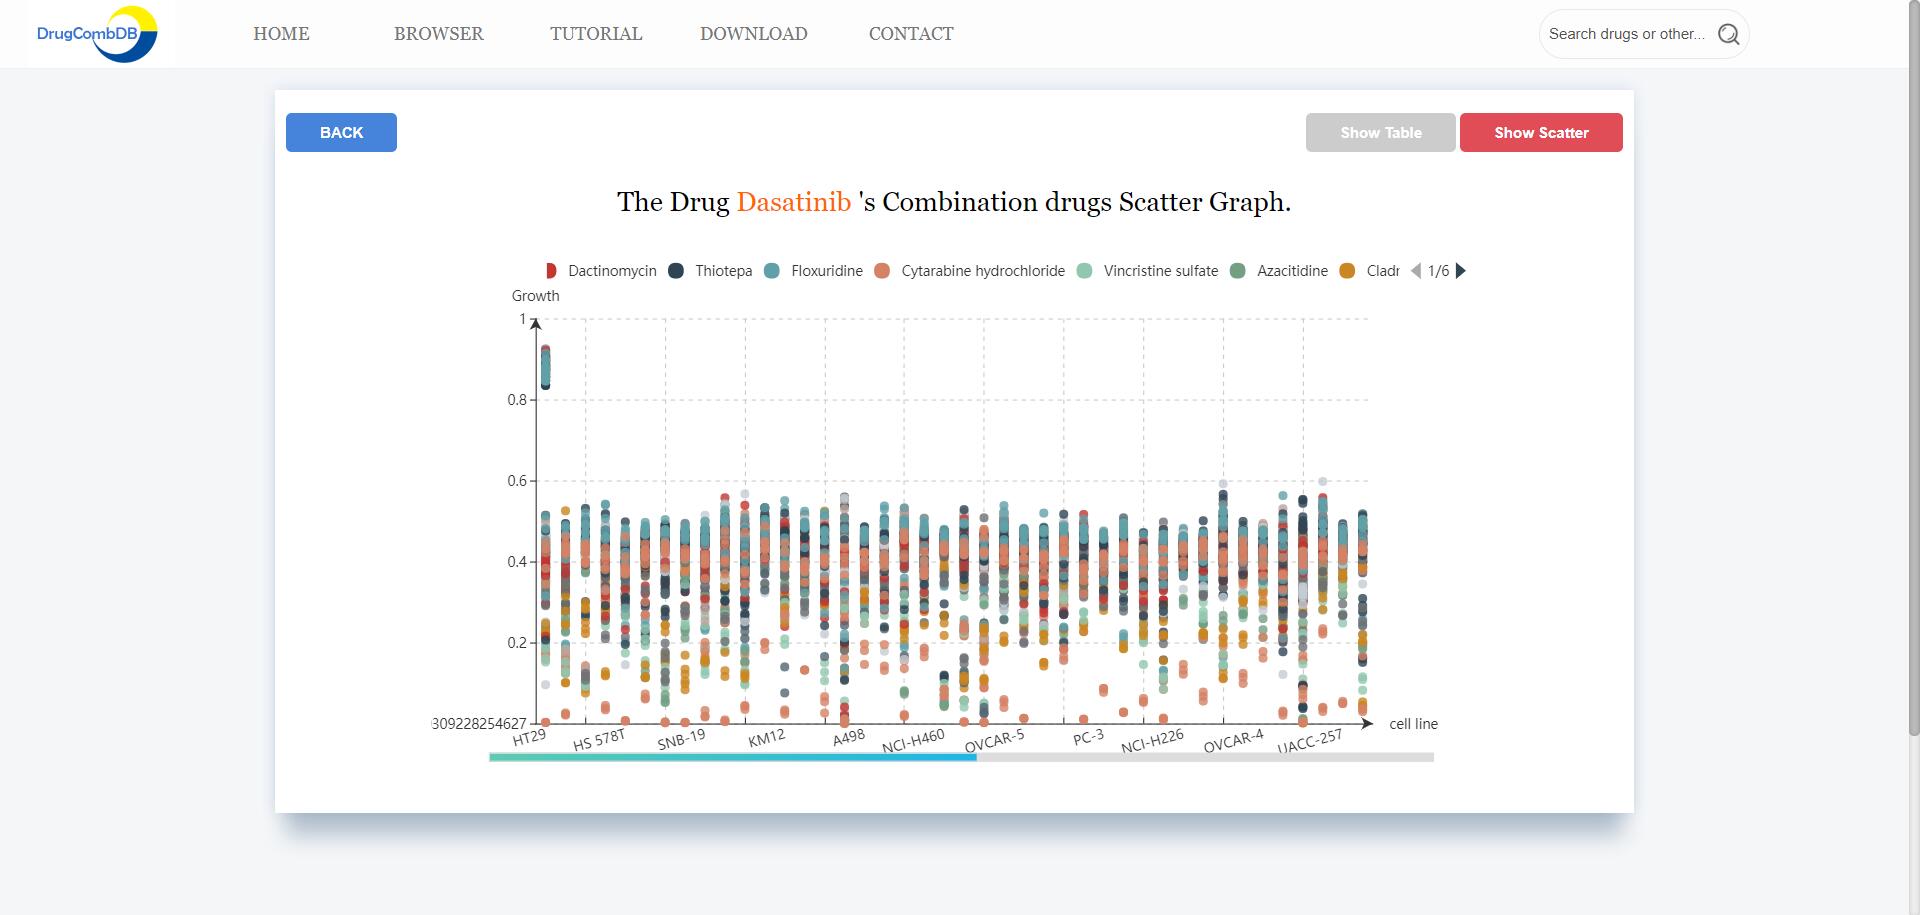 DrugCombDB HOME BROWSER TUTORIAL DOWNLOAD CONTACT Search drugs or other...
BACK Show Table Show Scatter
The Drug Dasatinib 's Combination drugs Scatter Graph.
Dactinomycin Thiotepa Floxuridine Cytarabine hydrochloride Vincristine sulfate Azacitidine Cladr 1/6
Growth
1
0.8
0.6
0.4
0.2
309228254627 cell line
HT29 HS 578T SNB-19 KM12 A498 NCI-H460 OVCAR-5 PC-3 NCI-H226 OVCAR-4 UACC-257